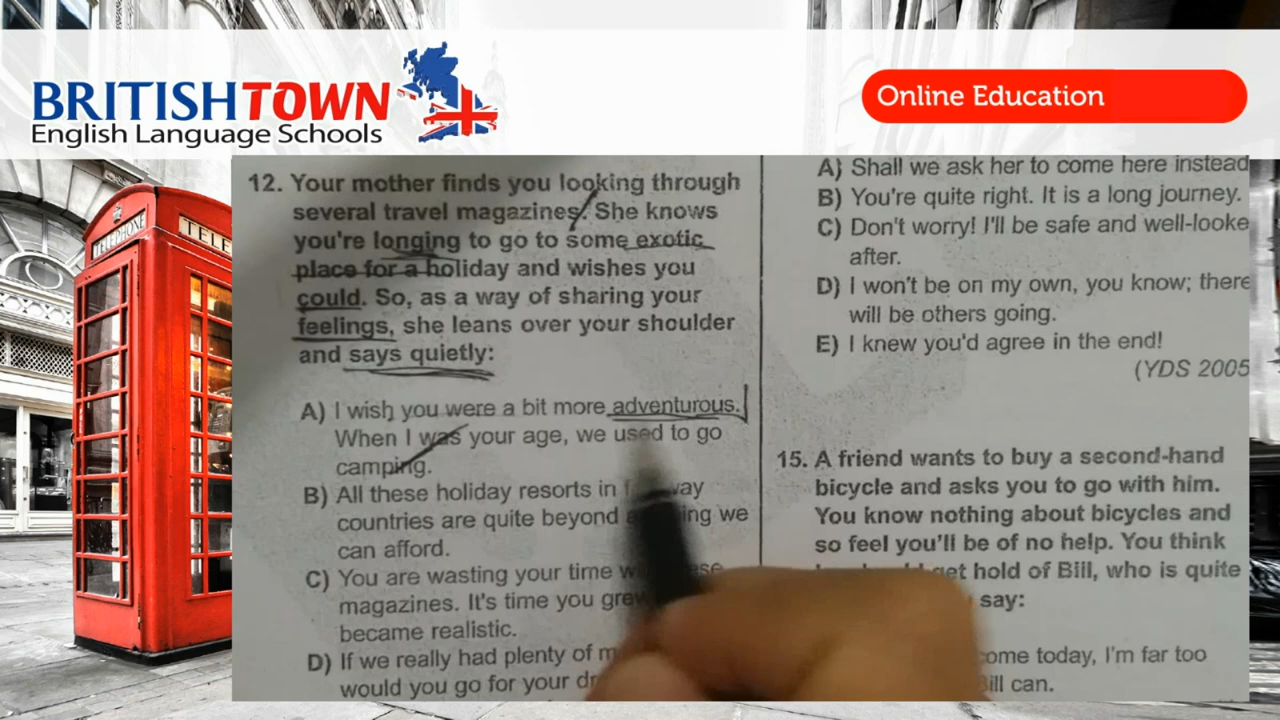 BRITISHTOWN
English Language Schools
Online Education
TELEPHONE
TELE
12. Your mother finds you looking through
several travel magazines. She knows
you're longing to go to some exotic
place for a holiday and wishes you
could. So, as a way of sharing your
feelings, she leans over your shoulder
and says quietly:
A) I wish you were a bit more adventurous.
When I was your age, we used to go
camping.
B) All these holiday resorts in
countries are quite beyond we
can afford.
C) You are wasting your time
magazines. It's time you
became realistic.
D) If we really had plenty of
would you go for your
A) Shall we ask her to come here instead
B) You're quite right. It is a long journey.
C) Don't worry! I'll be safe and well-looke
after.
D) I won't be on my own, you know; there
will be others going.
E) I knew you'd agree in the end!
(YDS 2005
15. A friend wants to buy a second-hand
bicycle and asks you to go with him.
You know nothing about bicycles and
so feel you'll be of no help. You think
get hold of Bill, who is quite
say:
come today, I'm far too
Bill can.